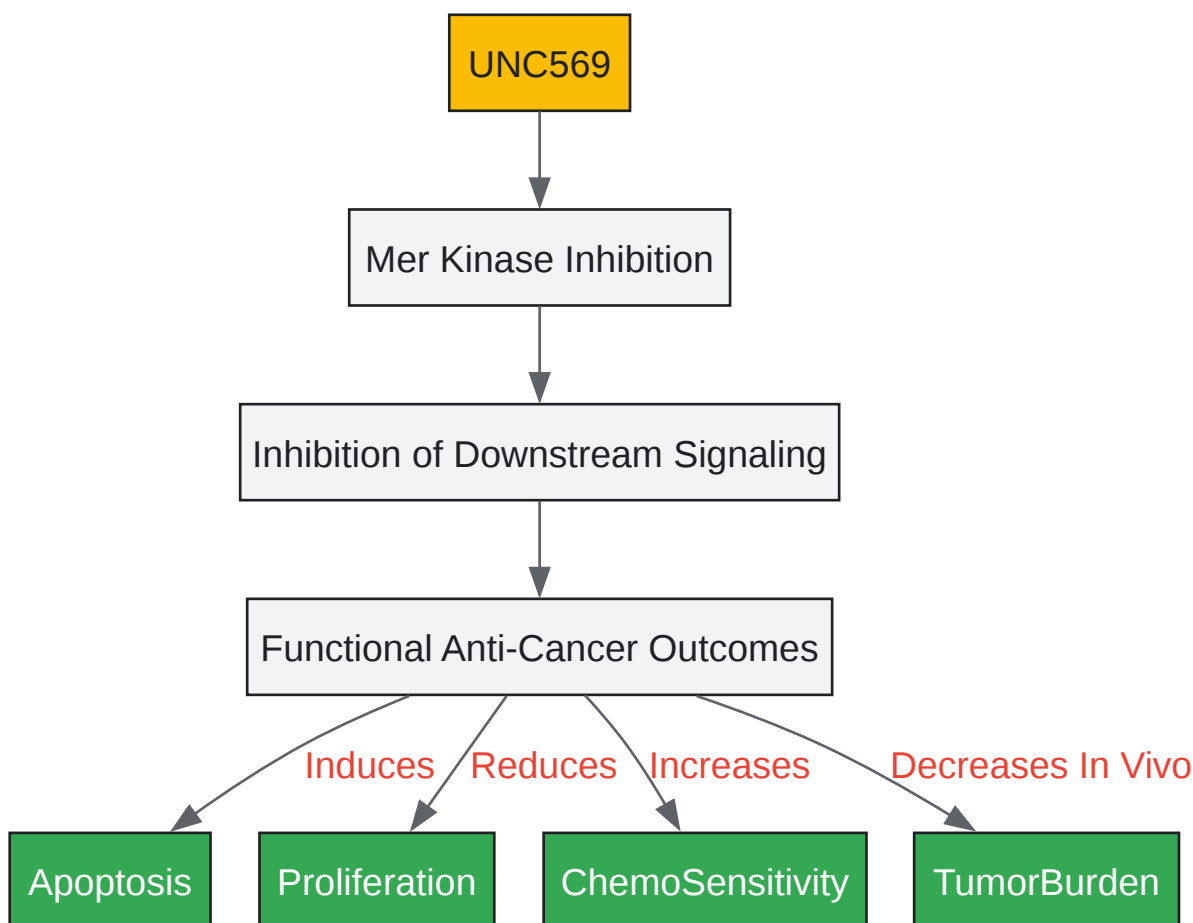 UNC569
Mer Kinase Inhibition
Inhibition of Downstream Signaling
Functional Anti-Cancer Outcomes
Induces
Reduces
Increases
Decreases In Vivo
Apoptosis
Proliferation
ChemoSensitivity
TumorBurden